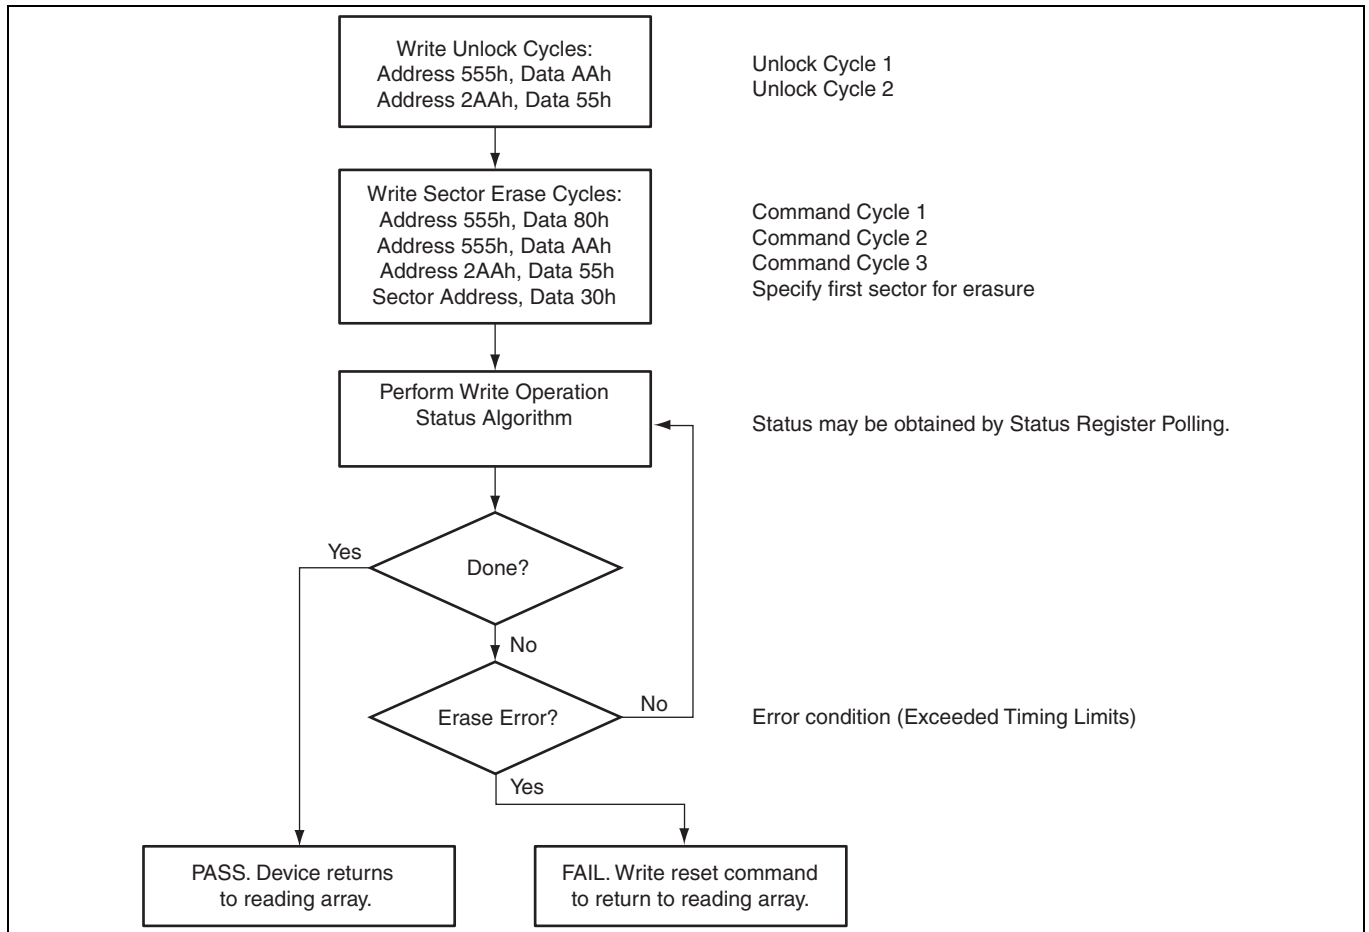 Write Unlock Cycles:
Address 555h, Data AAh
Address 2AAh, Data 55h
Unlock Cycle 1
Unlock Cycle 2
Write Sector Erase Cycles:
Address 555h, Data 80h
Address 555h, Data AAh
Address 2AAh, Data 55h
Sector Address, Data 30h
Command Cycle 1
Command Cycle 2
Command Cycle 3
Specify first sector for erasure
Perform Write Operation
Status Algorithm
Status may be obtained by Status Register Polling.
Yes
Done?
No
Erase Error?
No
Error condition (Exceeded Timing Limits)
Yes
PASS. Device returns
to reading array.
FAIL. Write reset command
to return to reading array.